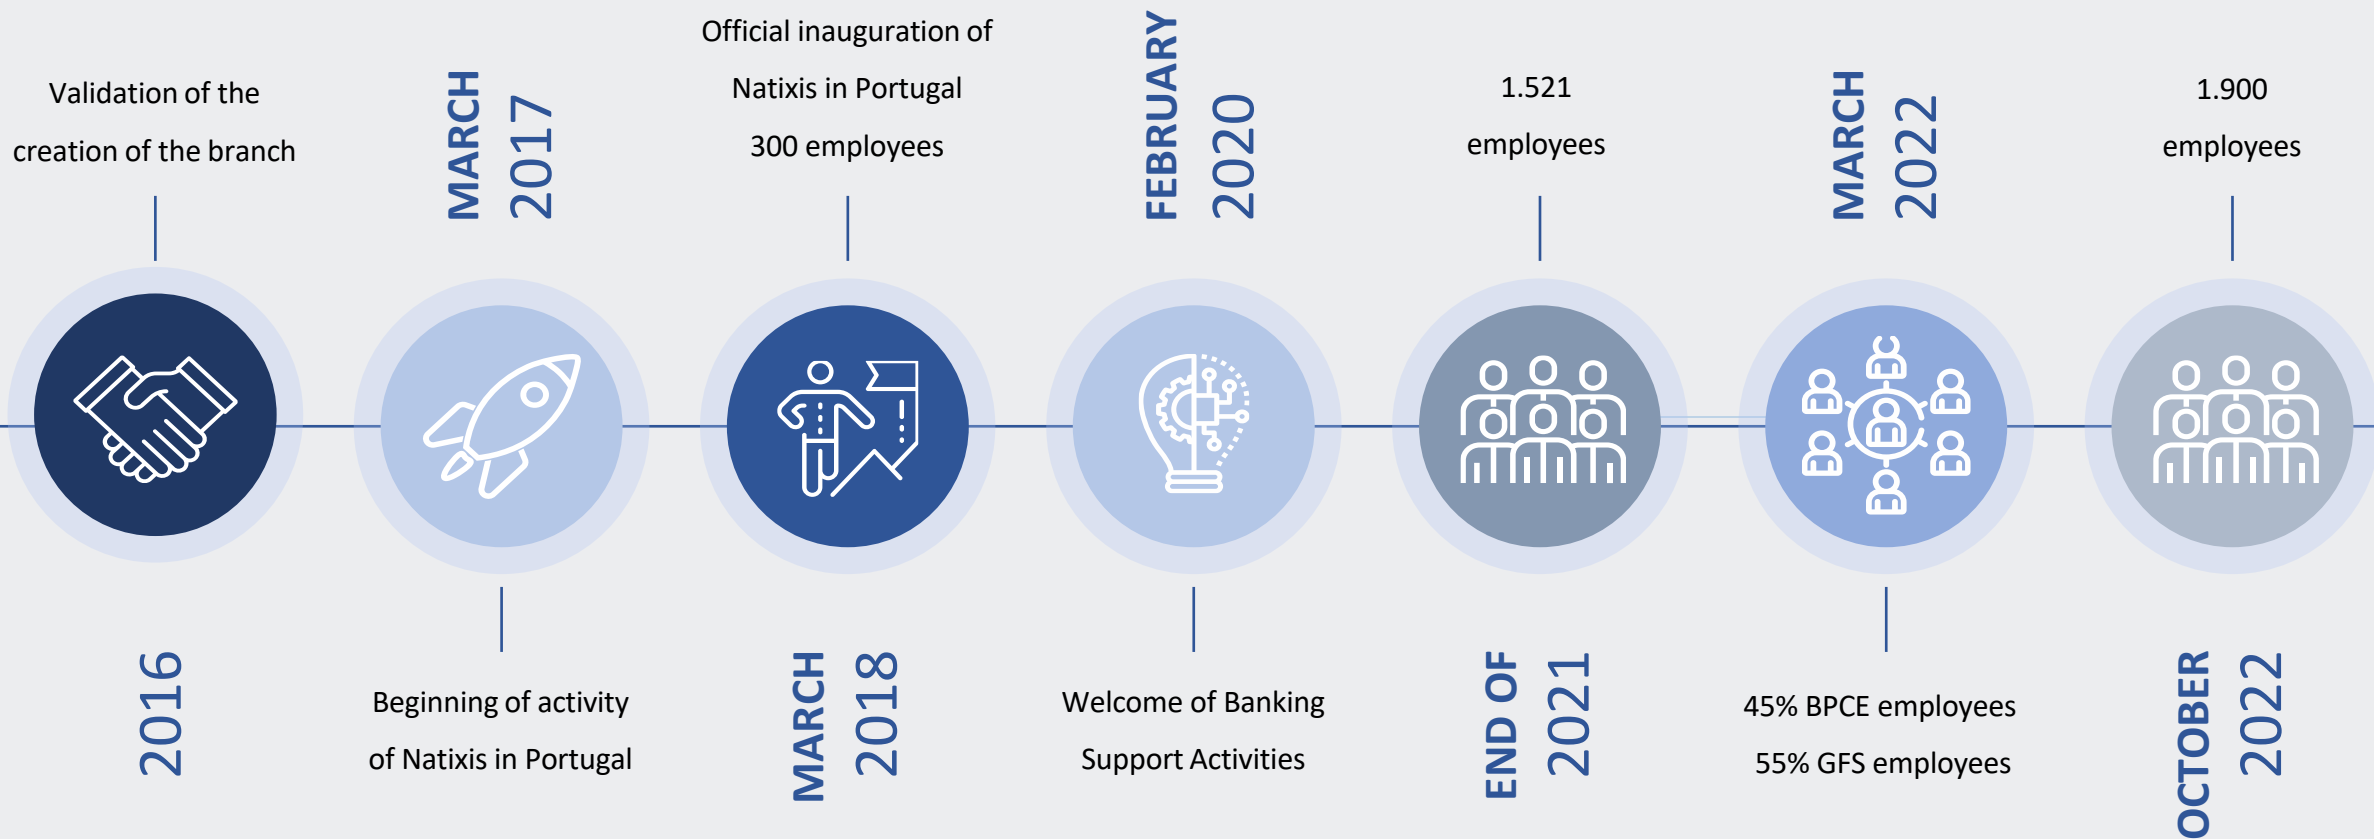 Validation of the
creation of the branch
2016
MARCH
2017
Beginning of activity
of Natixis in Portugal
Official inauguration of
Natixis in Portugal
300 employees
MARCH
2018
FEBRUARY
2020
Welcome of Banking
Support Activities
1.521
employees
END OF
2021
MARCH
2022
45% BPCE employees
55% GFS employees
1.900
employees
OCTOBER
2022